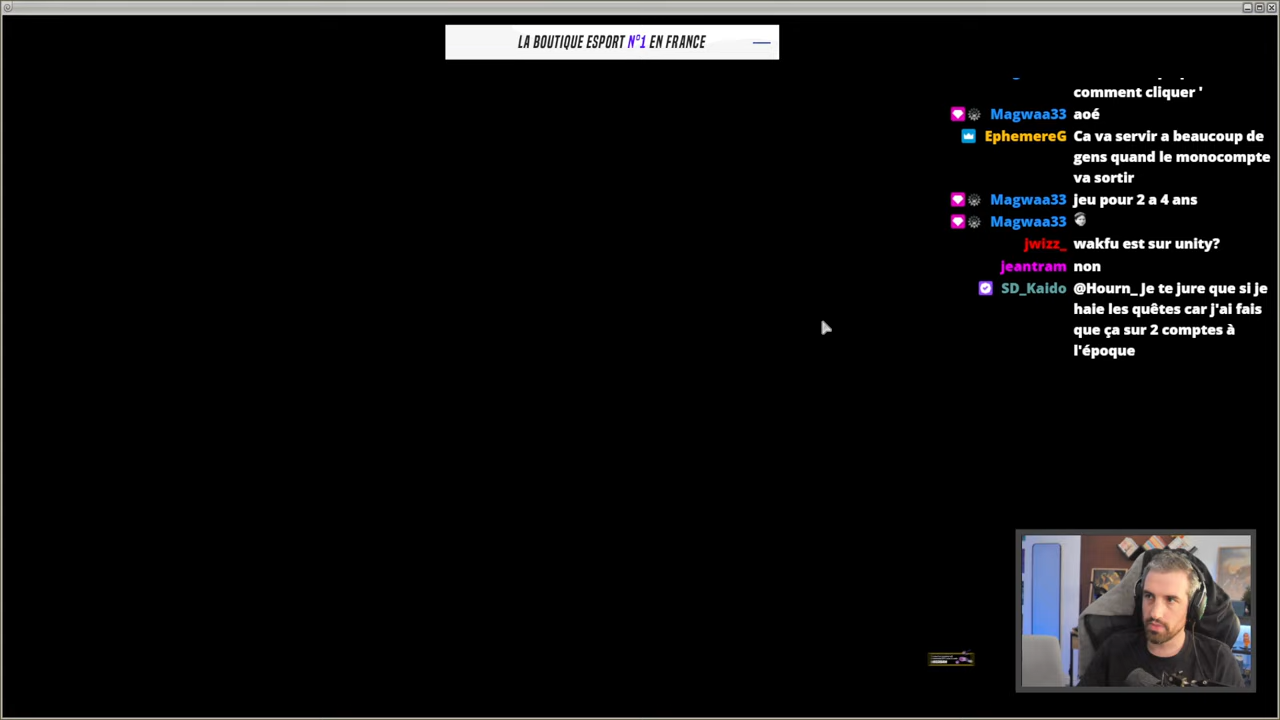 LA BOUTIQUE ESPORT N°1 EN FRANCE
comment cliquer '
Magwaa33 aoé
EphemereG Ca va servir a beaucoup de
gens quand le monocompte
va sortir
Magwaa33 jeu pour 2 a 4 ans
Magwaa33
jwizz_ wakfu est sur unity?
jeantram non
SD_Kaido @Hourn_ Je te jure que si je
haie les quêtes car j'ai fais
que ça sur 2 comptes à
l'époque